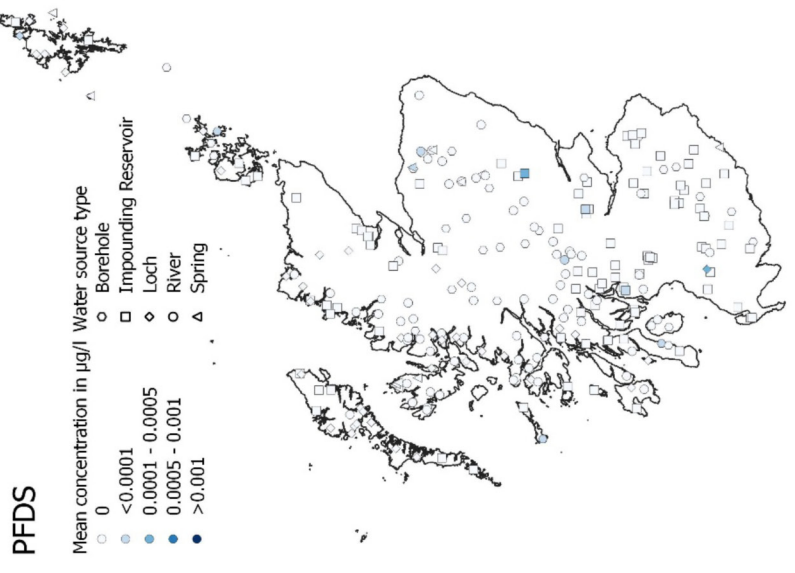 PFDS
Mean concentration in µg/l
0
<0.0001
0.0001 - 0.0005
0.0005 - 0.001
>0.001
Water source type
Borehole
Impounding Reservoir
Loch
River
Spring